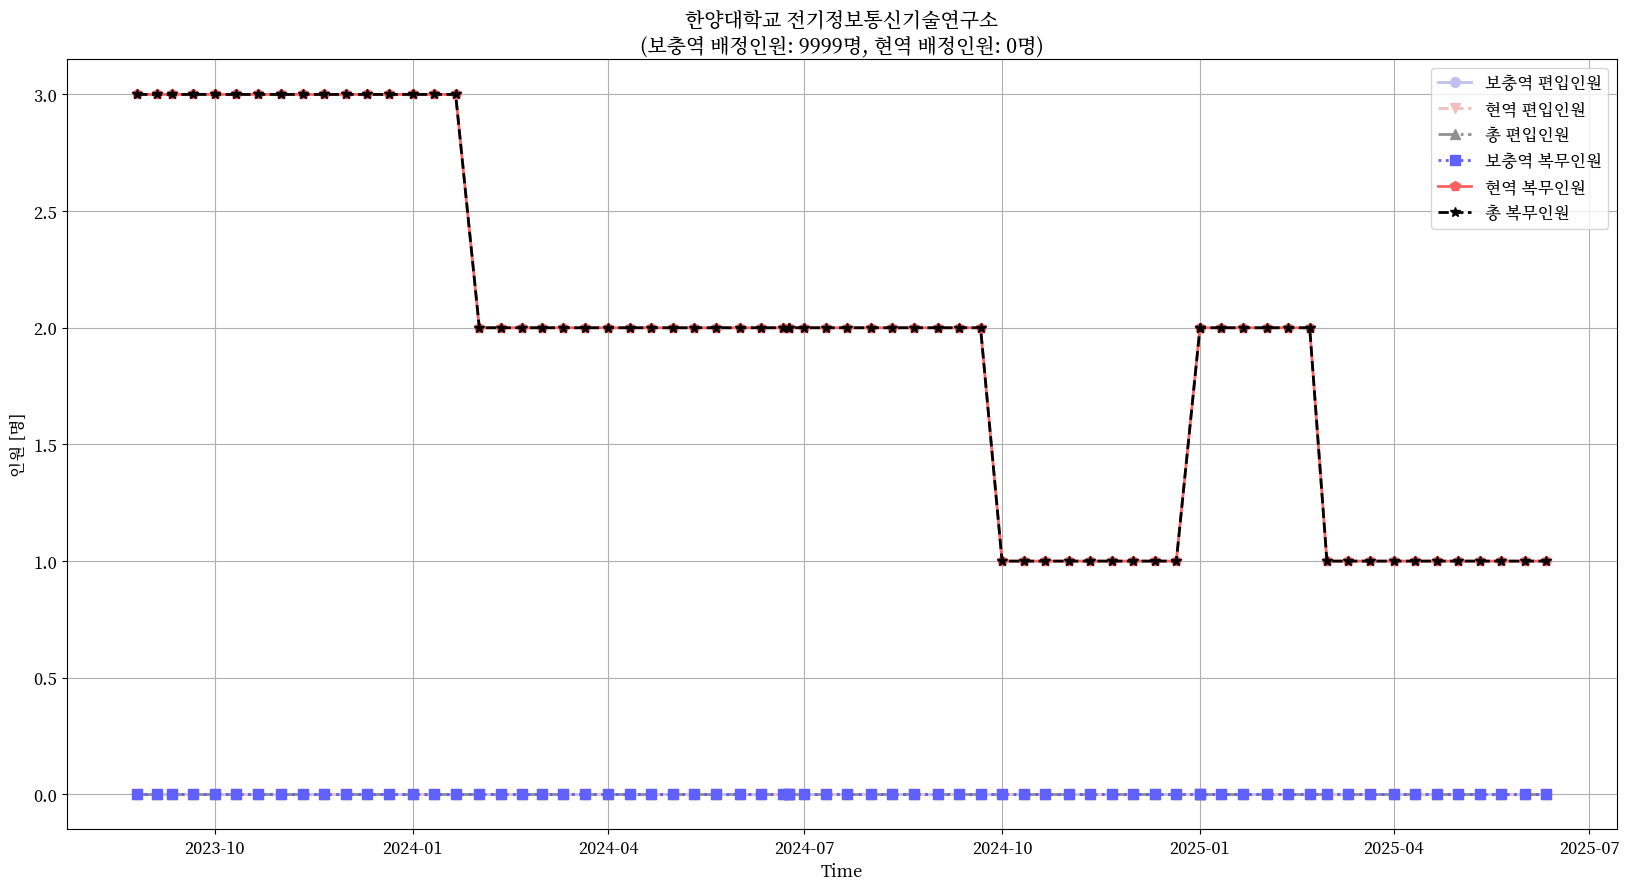 한양대학교 전기정보통신기술연구소
(보충역 배정인원: 9999명, 현역 배정인원: 0명)
보충역 편입인원
현역 편입인원
총 편입인원
보충역 복무인원
현역 복무인원
총 복무인원
인원 [명]
3.0
2.5
2.0
1.5
1.0
0.5
0.0
2023-10
2024-01
2024-04
2024-07
2024-10
2025-01
2025-04
2025-07
Time